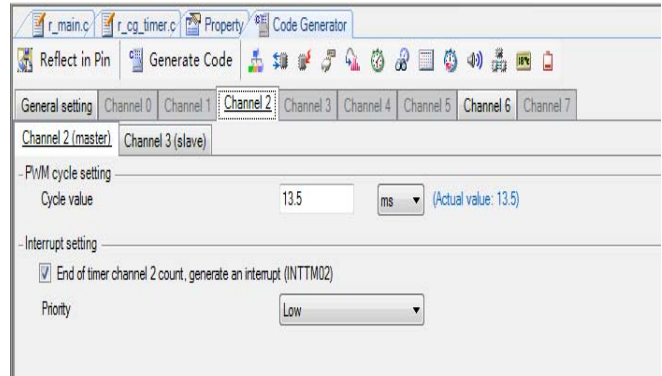 r_main.c r_cg_timer.c Property Code Generator
Reflect in Pin Generate Code
General setting Channel 0 Channel 1 Channel 2 Channel 3 Channel 4 Channel 5 Channel 6 Channel 7
Channel 2 (master) Channel 3 (slave)
PWM cycle setting
Cycle value 13.5 ms (Actual value: 13.5)
Interrupt setting
End of timer channel 2 count, generate an interrupt (INTTM02)
Priority Low